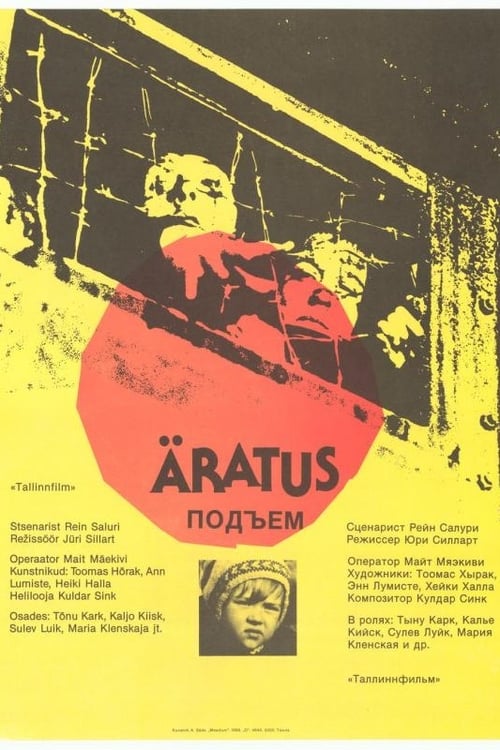 ÄRATUS
ПОДЪЕМ
«Tallinnfilm»
Stsenarist Rein Saluri
Režissöör Jüri Sillart
Operaator Mait Mäekivi
Kunstnikud: Toomas Hõrak, Ann
Lumiste, Heiki Halla
Helilooja Kuldar Sink
Osades: Tõnu Kark, Kaljo Kiisk,
Sulev Luik, Maria Klenskaja jt.
Сценарист Рейн Салури
Режиссер Юри Силларт
Оператор Майт Мяэкиви
Художники: Тоомас Хырак,
Энн Лумисте, Хейки Халла
Композитор Кулдар Синк
В ролях: Тыну Карк, Калье
Кийск, Сулев Луйк, Мария
Кленская и др.
«Таллиннфильм»